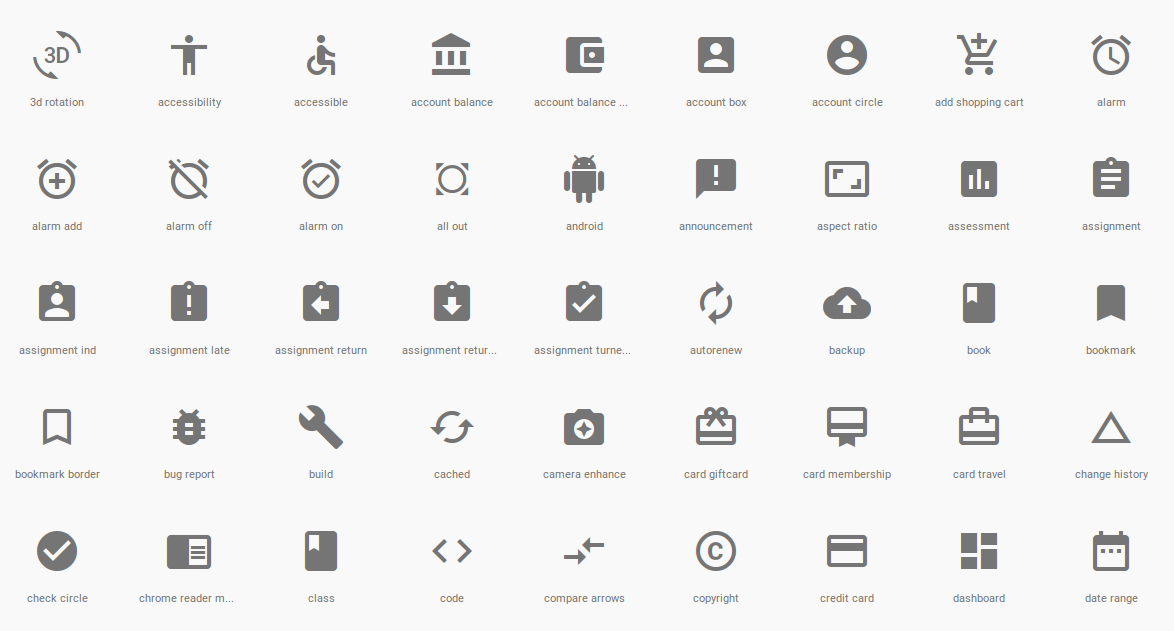 3D
3d rotation
accessibility
accessible
account balance
account balance ...
account box
account circle
add shopping cart
alarm
alarm add
alarm off
alarm on
all out
android
announcement
aspect ratio
assessment
assignment
assignment ind
assignment late
assignment return
assignment retur...
assignment turne...
autorenew
backup
book
bookmark
bookmark border
bug report
build
cached
camera enhance
card giftcard
card membership
card travel
change history
check circle
chrome reader m...
class
code
compare arrows
C
copyright
credit card
dashboard
date range